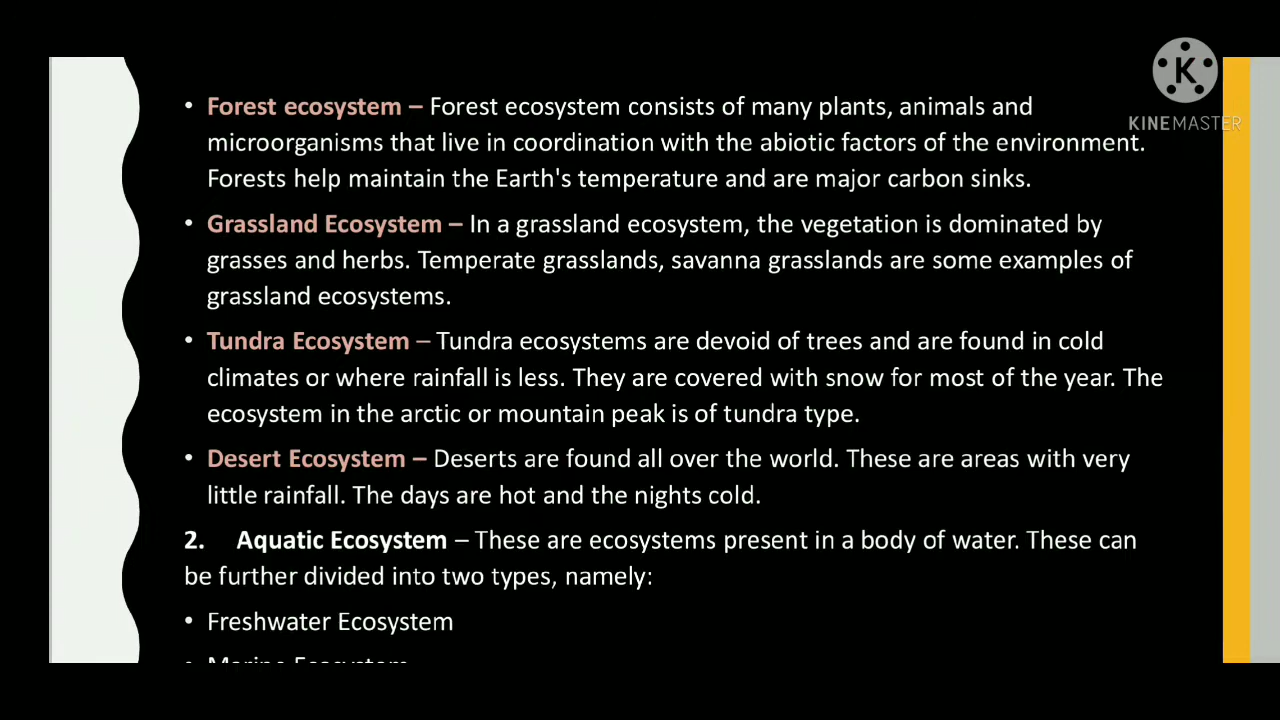 K
KINEMASTER
• Forest ecosystem – Forest ecosystem consists of many plants, animals and
microorganisms that live in coordination with the abiotic factors of the environment.
Forests help maintain the Earth's temperature and are major carbon sinks.
• Grassland Ecosystem – In a grassland ecosystem, the vegetation is dominated by
grasses and herbs. Temperate grasslands, savanna grasslands are some examples of
grassland ecosystems.
• Tundra Ecosystem – Tundra ecosystems are devoid of trees and are found in cold
climates or where rainfall is less. They are covered with snow for most of the year. The
ecosystem in the arctic or mountain peak is of tundra type.
• Desert Ecosystem – Deserts are found all over the world. These are areas with very
little rainfall. The days are hot and the nights cold.
2. Aquatic Ecosystem – These are ecosystems present in a body of water. These can
be further divided into two types, namely:
• Freshwater Ecosystem
• Marine Ecosystem